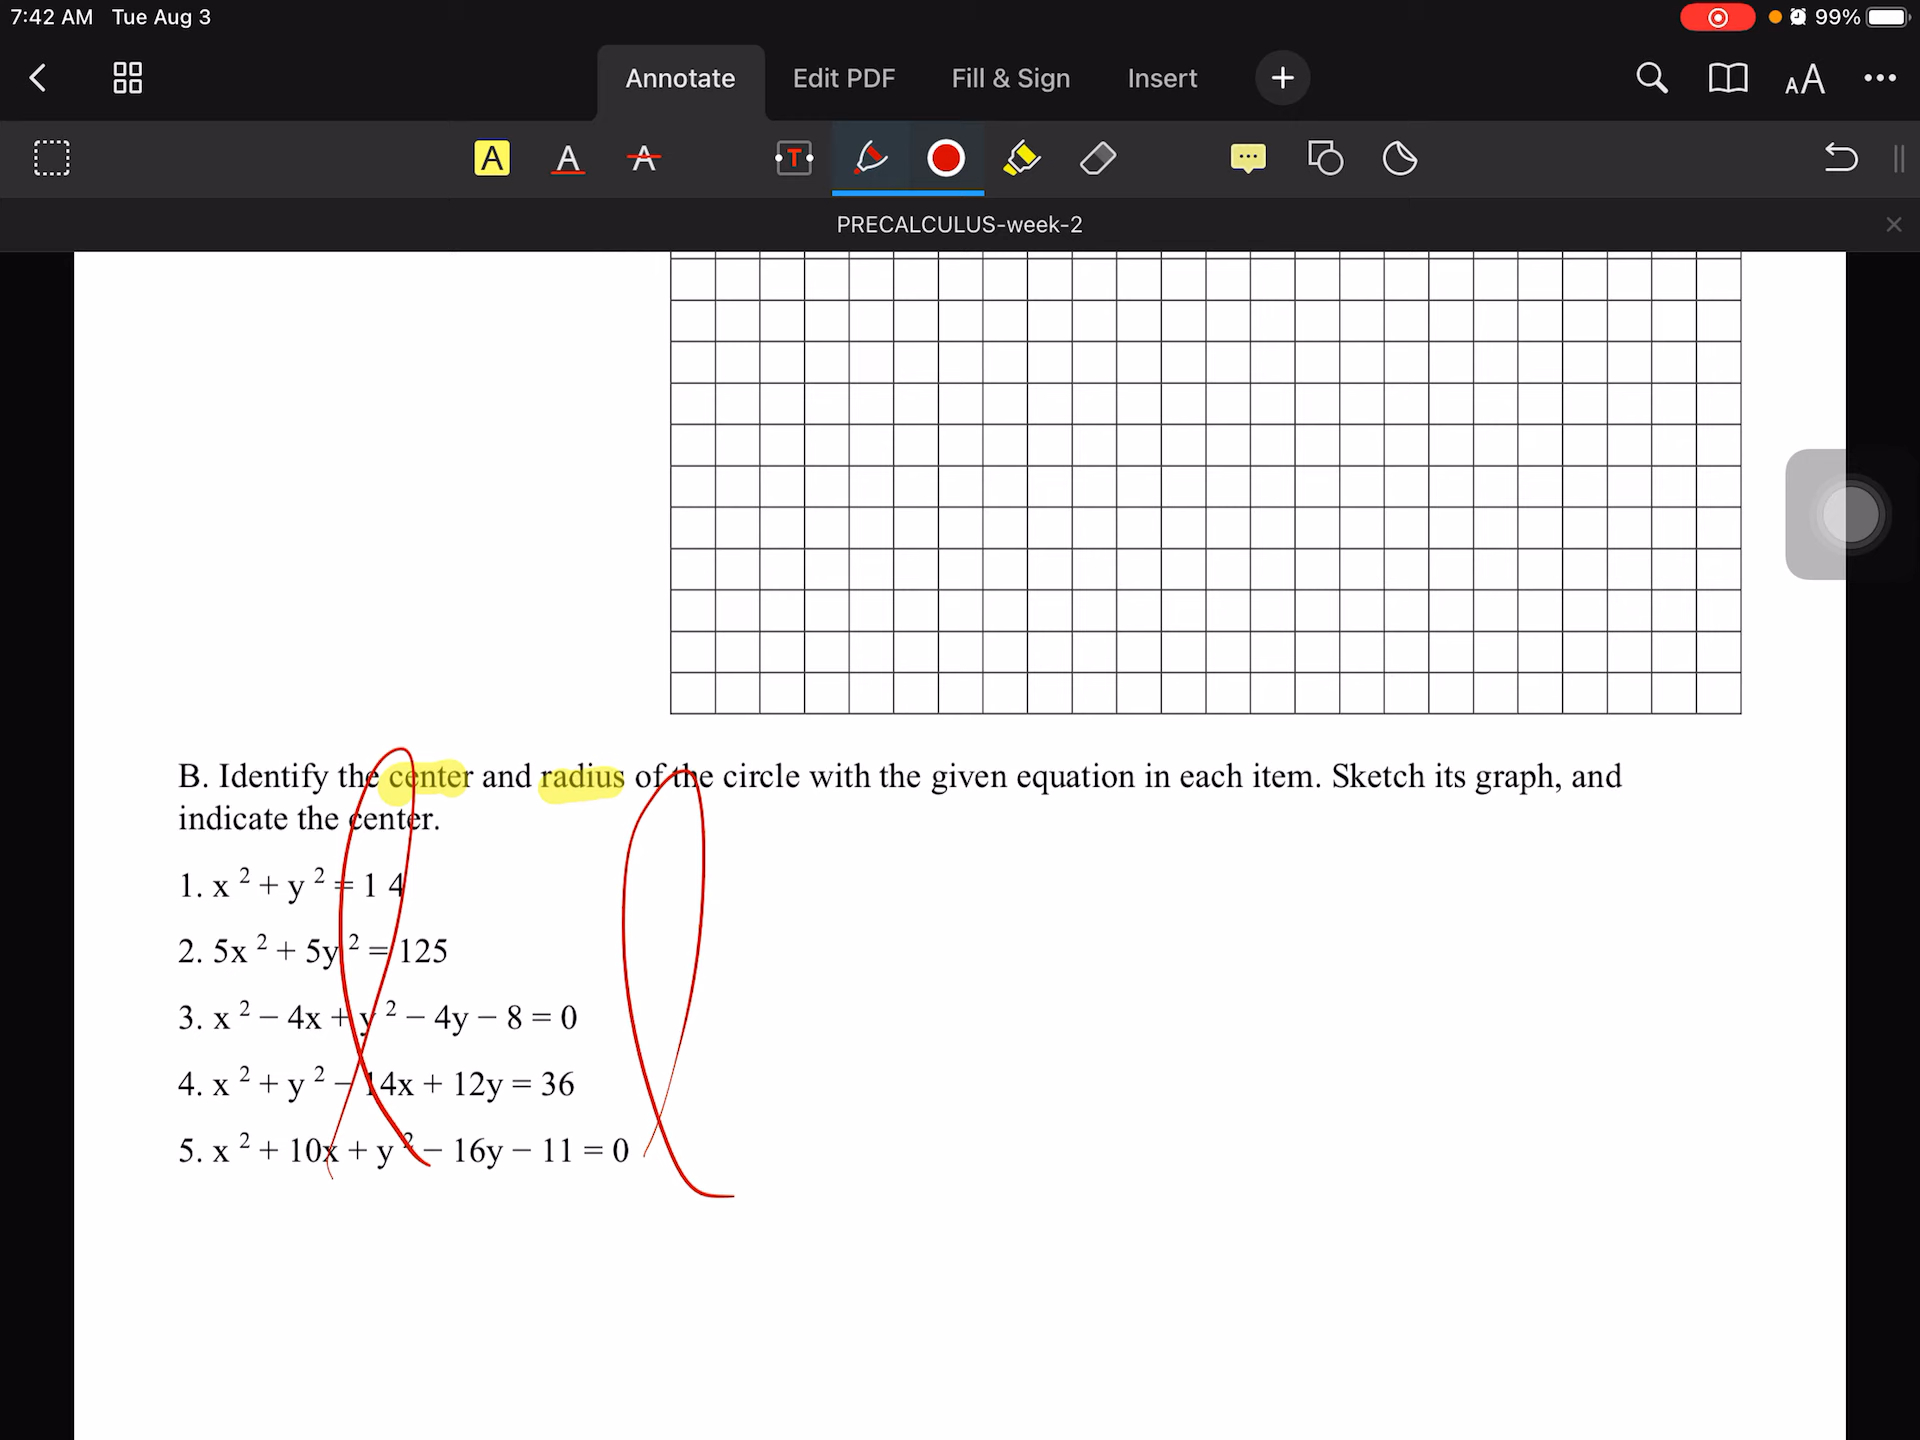 7:42 AM Tue Aug 3
99%
Annotate Edit PDF Fill & Sign Insert
AA
A A A T
PRECALCULUS-week-2
B. Identify the center and radius of the circle with the given equation in each item. Sketch its graph, and
indicate the center.
1. x ² + y ² = 1 4
2. 5x ² + 5y ² = 125
3. x ² − 4x + y ² − 4y − 8 = 0
4. x ² + y ² − 14x + 12y = 36
5. x ² + 10x + y ² − 16y − 11 = 0